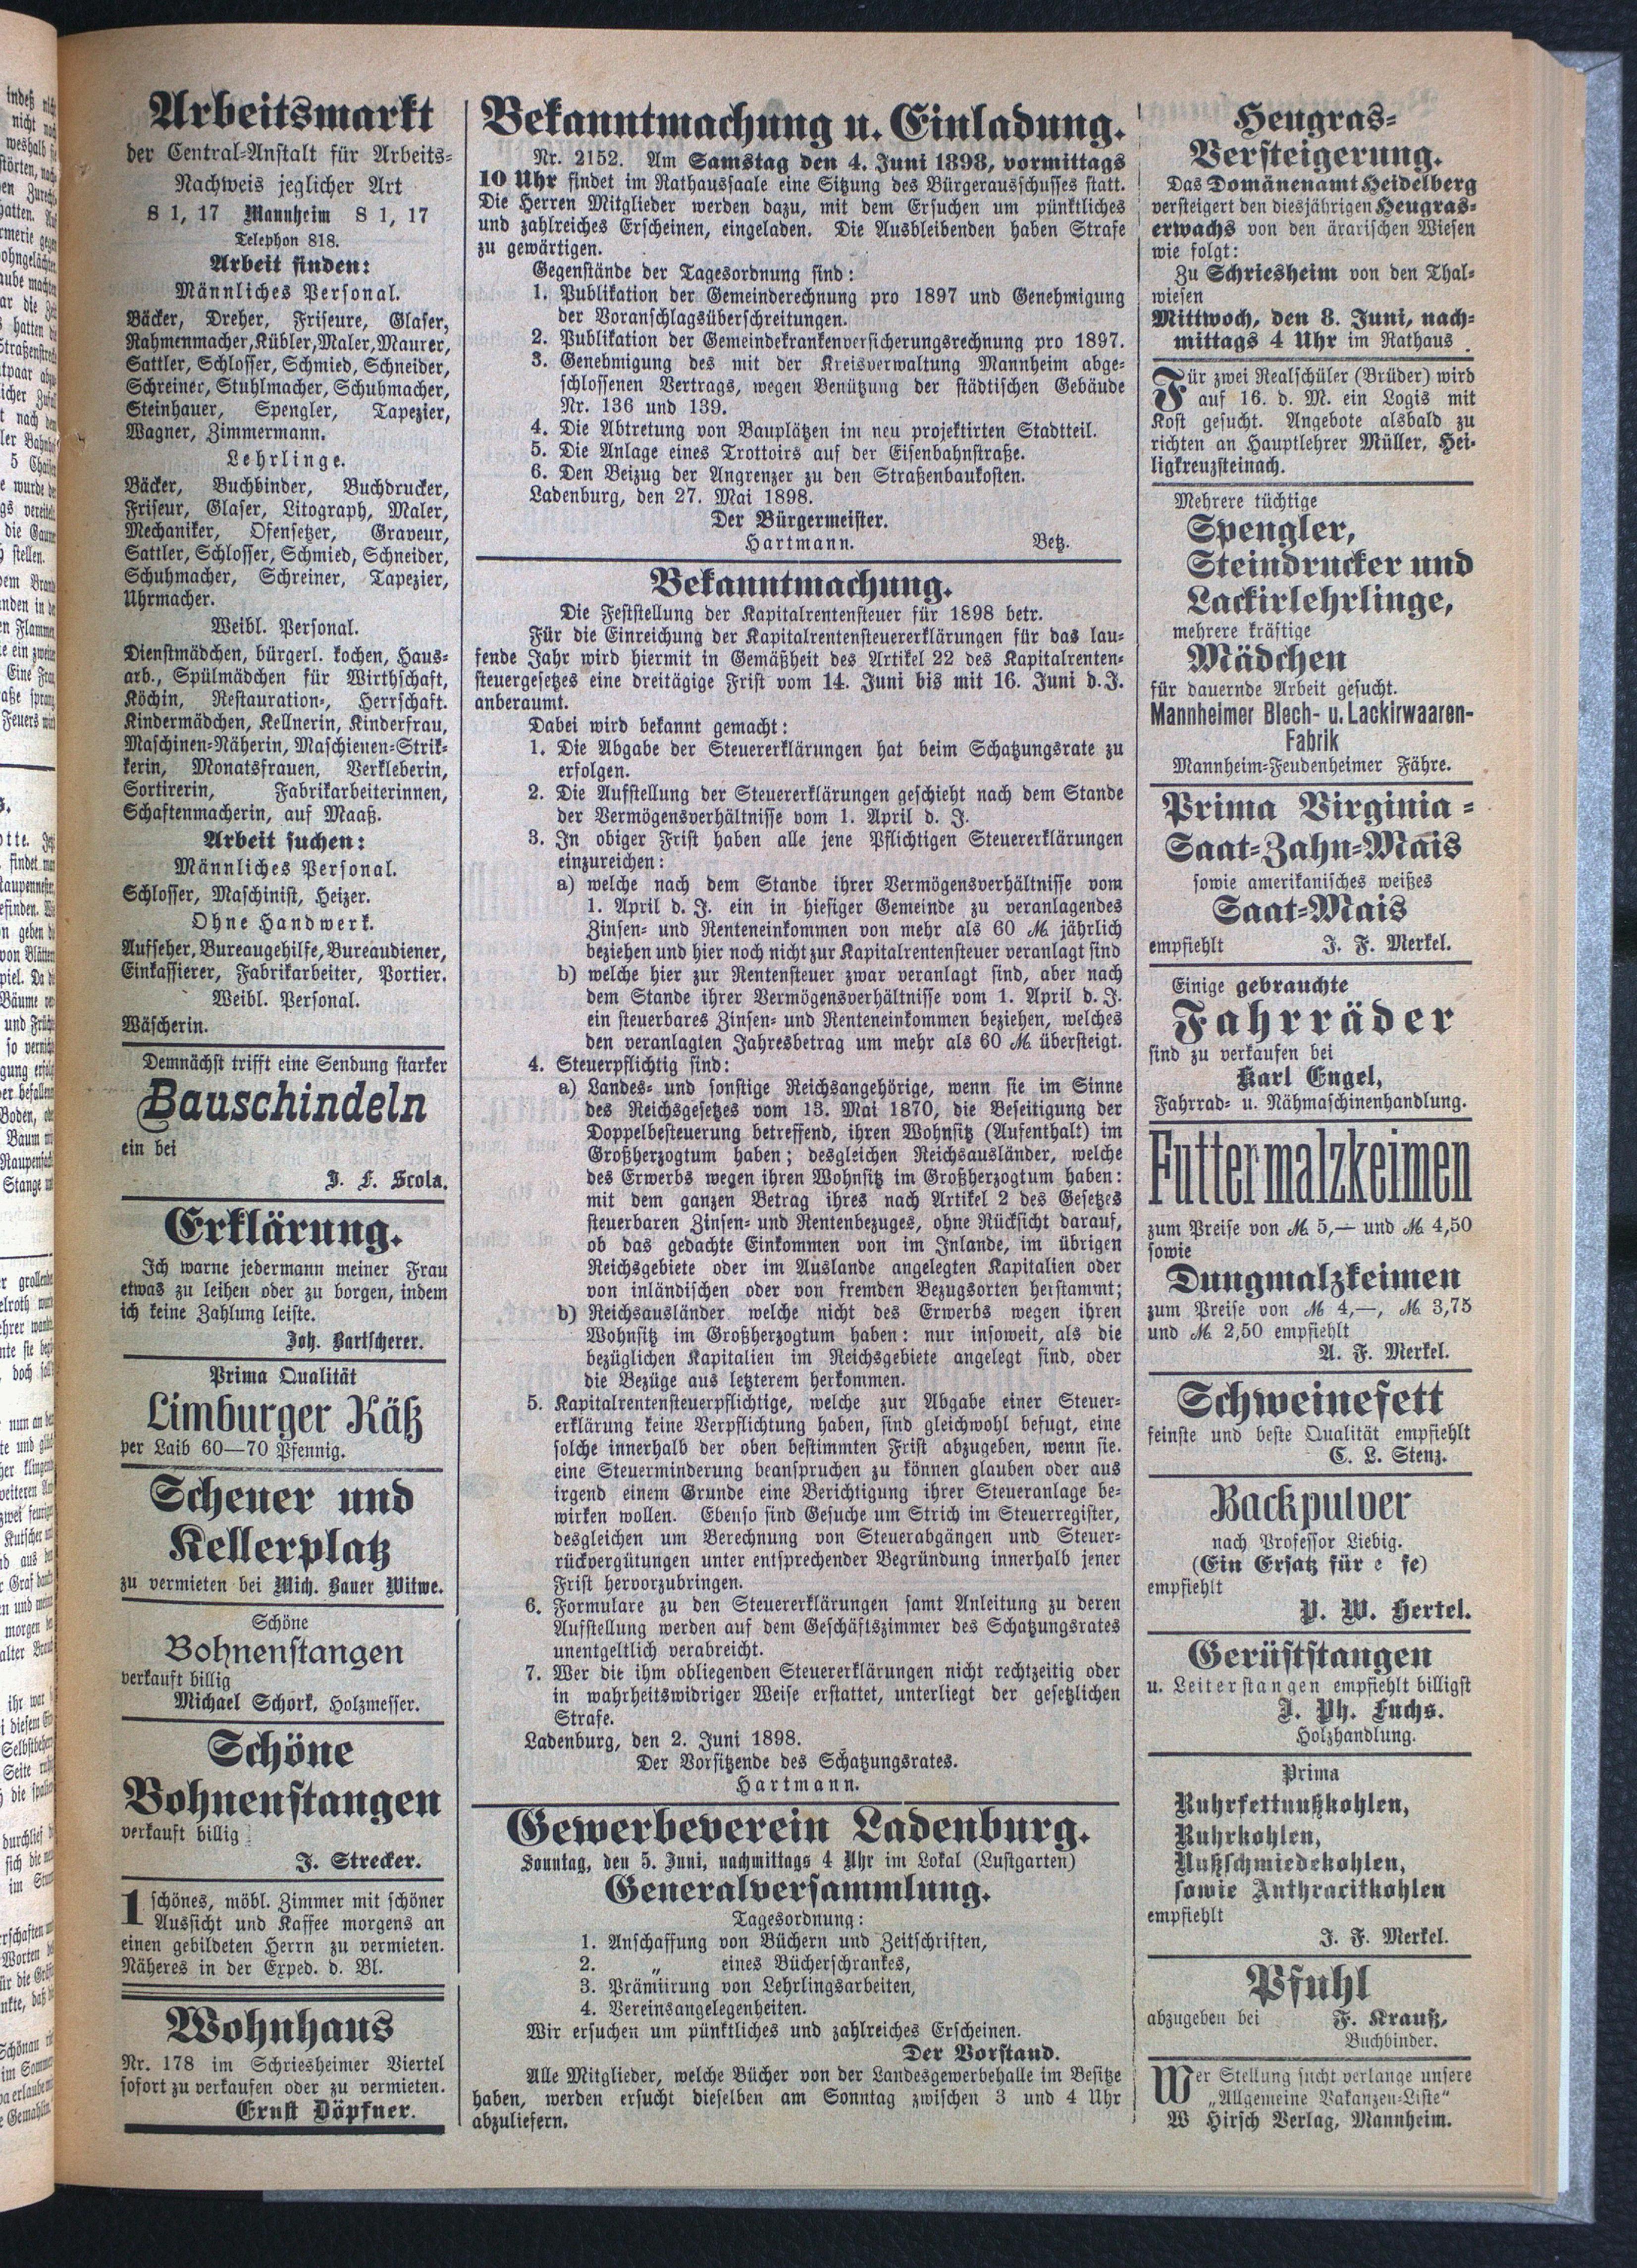 Arbeitsmarkt
der Central-Anstalt für Arbeits-
Nachweis jeglicher Art
S 1, 17 Mannheim S 1, 17
Telephon 818.
Arbeit finden:
Männliches Personal.
Bäcker, Dreher, Friseure, Glaser,
Rahmenmacher, Kübler, Maler, Maurer,
Sattler, Schlosser, Schmied, Schneider,
Schreiner, Stuhlmacher, Schuhmacher,
Steinhauer, Spengler, Tapezier,
Wagner, Zimmermann.
Lehrlinge.
Bäcker, Buchbinder, Buchdrucker,
Friseur, Glaser, Litograph, Maler,
Mechaniker, Ofensetzer, Graveur,
Sattler, Schlosser, Schmied, Schneider,
Schuhmacher, Schreiner, Tapezier,
Uhrmacher.
Weibl. Personal.
Dienstmädchen, bürgerl. kochen, Haus-
arb., Spülmädchen für Wirthschaft,
Köchin, Restauration-, Herrschaft.
Kindermädchen, Kellnerin, Kinderfrau,
Maschinen-Näherin, Maschienen-Strik-
kerin, Monatsfrauen, Verkleberin,
Sortirerin, Fabrikarbeiterinnen,
Schaftenmacherin, auf Maaß.
Arbeit suchen:
Männliches Personal.
Schlosser, Maschinist, Heizer.
Ohne Handwerk.
Aufseher, Bureaugehilfe, Bureaudiener,
Einkassierer, Fabrikarbeiter, Portier.
Weibl. Personal.
Wäscherin.
Demnächst trifft eine Sendung starker
Bauschindeln
ein bei
J. L. Scola.
Erklärung.
Ich warne jedermann meiner Frau
etwas zu leihen oder zu borgen, indem
ich keine Zahlung leiste.
Joh. Bartscherer.
Prima Qualität
Limburger Käß
per Laib 60—70 Pfennig.
Scheuer und
Kellerplatz
zu vermieten bei Mich. Bauer Witwe.
Schöne
Bohnenstangen
verkauft billig
Michael Schork, Holzmesser.
Schöne
Bohnenstangen
verkauft billig
J. Strecker.
1 schönes, möbl. Zimmer mit schöner
Aussicht und Kaffee morgens an
einen gebildeten Herrn zu vermieten.
Näheres in der Exped. d. Bl.
Wohnhaus
Nr. 178 im Schriesheimer Viertel
sofort zu verkaufen oder zu vermieten.
Ernst Döpfner.
Bekanntmachung u. Einladung.
Nr. 2152. Am Samstag den 4. Juni 1898, vormittags
10 Uhr findet im Rathaussaale eine Sitzung des Bürgerausschusses statt.
Die Herren Mitglieder werden dazu, mit dem Ersuchen um pünktliches
und zahlreiches Erscheinen, eingeladen. Die Ausbleibenden haben Strafe
zu gewärtigen.
Gegenstände der Tagesordnung sind:
1. Publikation der Gemeinderechnung pro 1897 und Genehmigung
der Voranschlagsüberschreitungen.
2. Publikation der Gemeindekrankenversicherungsrechnung pro 1897.
3. Genehmigung des mit der Kreisverwaltung Mannheim abge-
schlossenen Vertrags, wegen Benützung der städtischen Gebäude
Nr. 136 und 139.
4. Die Abtretung von Bauplätzen im neu projektirten Stadtteil.
5. Die Anlage eines Trottoirs auf der Eisenbahnstraße.
6. Den Beizug der Angrenzer zu den Straßenbaukosten.
Ladenburg, den 27. Mai 1898.
Der Bürgermeister.
Hartmann. Betz.
Bekanntmachung.
Die Feststellung der Kapitalrentensteuer für 1898 betr.
Für die Einreichung der Kapitalrentensteuererklärungen für das lau-
fende Jahr wird hiermit in Gemäßheit des Artikel 22 des Kapitalrenten-
steuergesetzes eine dreitägige Frist vom 14. Juni bis mit 16. Juni d. J.
anberaumt.
Dabei wird bekannt gemacht:
1. Die Abgabe der Steuererklärungen hat beim Schatzungsrate zu
erfolgen.
2. Die Aufstellung der Steuererklärungen geschieht nach dem Stande
der Vermögensverhältnisse vom 1. April d. J.
3. In obiger Frist haben alle jene Pflichtigen Steuererklärungen
einzureichen:
a) welche nach dem Stande ihrer Vermögensverhältnisse vom
1. April d. J. ein in hiesiger Gemeinde zu veranlagendes
Zinsen- und Renteneinkommen von mehr als 60 M. jährlich
beziehen und hier noch nicht zur Kapitalrentensteuer veranlagt sind
b) welche hier zur Rentensteuer zwar veranlagt sind, aber nach
dem Stande ihrer Vermögensverhältnisse vom 1. April d. J.
ein steuerbares Zinsen- und Renteneinkommen beziehen, welches
den veranlagten Jahresbetrag um mehr als 60 M. übersteigt.
4. Steuerpflichtig sind:
a) Landes- und sonstige Reichsangehörige, wenn sie im Sinne
des Reichsgesetzes vom 13. Mai 1870, die Beseitigung der
Doppelbesteuerung betreffend, ihren Wohnsitz (Aufenthalt) im
Großherzogtum haben; desgleichen Reichsausländer, welche
des Erwerbs wegen ihren Wohnsitz im Großherzogtum haben:
mit dem ganzen Betrag ihres nach Artikel 2 des Gesetzes
steuerbaren Zinsen- und Rentenbezuges, ohne Rücksicht darauf,
ob das gedachte Einkommen von im Inlande, im übrigen
Reichsgebiete oder im Auslande angelegten Kapitalien oder
von inländischen oder von fremden Bezugsorten herstammt;
b) Reichsausländer welche nicht des Erwerbs wegen ihren
Wohnsitz im Großherzogtum haben: nur insoweit, als die
bezüglichen Kapitalien im Reichsgebiete angelegt sind, oder
die Bezüge aus letzterem herkommen.
5. Kapitalrentensteuerpflichtige, welche zur Abgabe einer Steuer-
erklärung keine Verpflichtung haben, sind gleichwohl befugt, eine
solche innerhalb der oben bestimmten Frist abzugeben, wenn sie.
eine Steuerminderung beanspruchen zu können glauben oder aus
irgend einem Grunde eine Berichtigung ihrer Steueranlage be-
wirken wollen. Ebenso sind Gesuche um Strich im Steuerregister,
desgleichen um Berechnung von Steuerabgängen und Steuer-
rückvergütungen unter entsprechender Begründung innerhalb jener
Frist hervorzubringen.
6. Formulare zu den Steuererklärungen samt Anleitung zu deren
Aufstellung werden auf dem Geschäftszimmer des Schatzungsrates
unentgeltlich verabreicht.
7. Wer die ihm obliegenden Steuererklärungen nicht rechtzeitig oder
in wahrheitswidriger Weise erstattet, unterliegt der gesetzlichen
Strafe.
Ladenburg, den 2. Juni 1898.
Der Vorsitzende des Schatzungsrates.
Hartmann.
Gewerbeverein Ladenburg.
Sonntag, den 5. Juni, nachmittags 4 Uhr im Lokal (Lustgarten)
Generalversammlung.
Tagesordnung:
1. Anschaffung von Büchern und Zeitschriften,
2. „ eines Bücherschrankes,
3. Prämiirung von Lehrlingsarbeiten,
4. Vereinsangelegenheiten.
Wir ersuchen um pünktliches und zahlreiches Erscheinen.
Der Vorstand.
Alle Mitglieder, welche Bücher von der Landesgewerbehalle im Besitze
haben, werden ersucht dieselben am Sonntag zwischen 3 und 4 Uhr
abzuliefern.
Heugras-
Versteigerung.
Das Domänenamt Heidelberg
versteigert den diesjährigen Heugras-
erwachs von den ärarischen Wiesen
wie folgt:
Zu Schriesheim von den Thal-
wiesen
Mittwoch, den 8. Juni, nach-
mittags 4 Uhr im Rathaus .
Für zwei Realschüler (Brüder) wird
auf 16. d. M. ein Logis mit
Kost gesucht. Angebote alsbald zu
richten an Hauptlehrer Müller, Hei-
ligkreuzsteinach.
Mehrere tüchtige
Spengler,
Steindrucker und
Lackirlehrlinge,
mehrere kräftige
Mädchen
für dauernde Arbeit gesucht.
Mannheimer Blech- u. Lackirwaaren-
Fabrik
Mannheim-Feudenheimer Fähre.
Prima Virginia-
Saat-Zahn-Mais
sowie amerikanisches weißes
Saat-Mais
empfiehlt J. F. Merkel.
Einige gebrauchte
Fahrräder
sind zu verkaufen bei
Karl Engel,
Fahrrad- u. Nähmaschinenhandlung.
Futtermalzkeimen
zum Preise von M. 5,— und M. 4,50
sowie
Dungmalzkeimen
zum Preise von M 4,—, M. 3,75
und M. 2,50 empfiehlt
A. F. Merkel.
Schweinefett
feinste und beste Qualität empfiehlt
C. L. Stenz.
Backpulver
nach Professor Liebig.
(Ein Ersatz für e fe)
empfiehlt
P. W. Hertel.
Gerüststangen
u. Leiterstangen empfiehlt billigst
J. Ph. Fuchs.
Holzhandlung.
Prima
Ruhrfettnußkohlen,
Ruhrkohlen,
Nußschmiedekohlen,
sowie Anthracitkohlen
empfiehlt
J. F. Merkel.
Pfuhl
abzugeben bei F. Krauß,
Buchbinder.
Wer Stellung sucht verlange unsere
„Allgemeine Vakanzen-Liste“
W Hirsch Verlag, Mannheim.